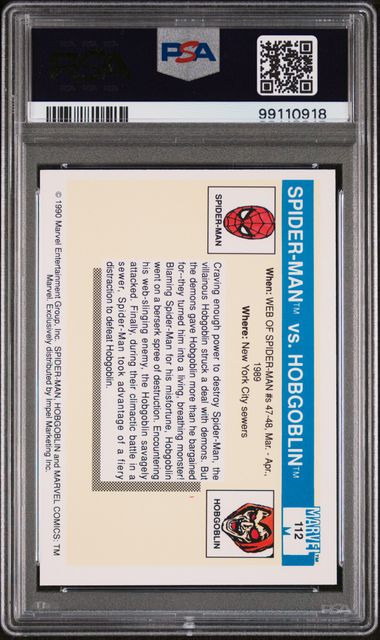 PSA
99110918
SPIDER-MAN™ vs. HOBGOBLIN™
MARVEL™
112
SPIDER-MAN
When: WEB OF SPIDER-MAN #s 47-48, Mar. - Apr.,
1989
Where: New York City sewers
HOBGOBLIN
Craving enough power to destroy Spider-Man, the
villainous Hobgoblin struck a deal with demons. But
the demons gave Hobgoblin more than he bargained
for--they turned him into a living, breathing monster!
Blaming Spider-Man for his misfortune, Hobgoblin
went on a berserk spree of destruction. Encountering
his web-slinging enemy, the Hobgoblin savagely
attacked. Finally, during their climactic battle in a
sewer, Spider-Man took advantage of a fiery
distraction to defeat Hobgoblin.
© 1990 Marvel Entertainment Group, Inc. SPIDER-MAN, HOBGOBLIN and MARVEL COMICS: TM
Marvel. Exclusively distributed by Impel Marketing Inc.